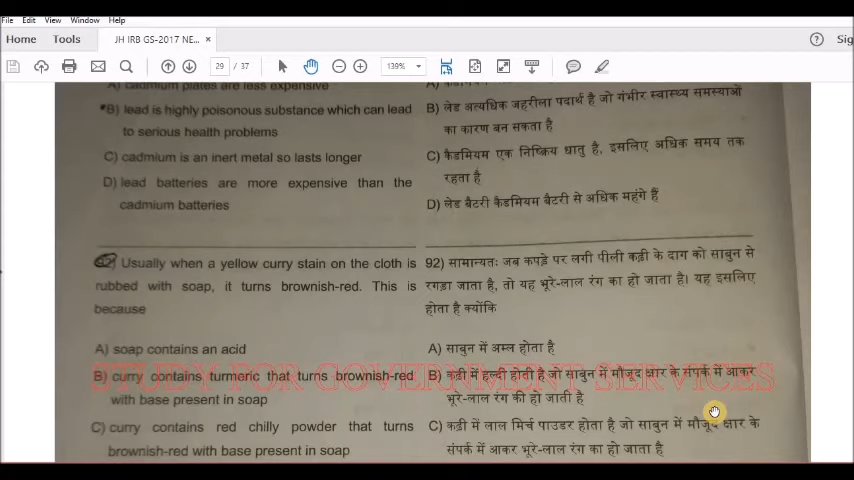 File Edit View Window Help
Home Tools JH IRB GS-2017 NE... × Sig
29 / 37 139%
A) cadmium plates are less expensive
B) lead is highly poisonous substance which can lead
to serious health problems
C) cadmium is an inert metal so lasts longer
D) lead batteries are more expensive than the
cadmium batteries
B) लेड अत्यधिक जहरीला पदार्थ है जो गंभीर स्वास्थ्य समस्याओं
का कारण बन सकता है
C) कैडमियम एक निष्क्रिय धातु है, इसलिए अधिक समय तक
रहता है
D) लेड बैटरी कैडमियम बैटरी से अधिक महंगे हैं
92) Usually when a yellow curry stain on the cloth is
rubbed with soap, it turns brownish-red. This is
because
A) soap contains an acid
B) curry contains turmeric that turns brownish-red
with base present in soap
C) curry contains red chilly powder that turns
brownish-red with base present in soap
92) सामान्यतः जब कपड़े पर लगी पीली कढ़ी के दाग को साबुन से
रगड़ा जाता है, तो यह भूरे-लाल रंग का हो जाता है। यह इसलिए
होता है क्योंकि
A) साबुन में अम्ल होता है
B) कढ़ी में हल्दी होती है जो साबुन में मौजूद क्षार के संपर्क में आकर
भूरे-लाल रंग की हो जाती है
C) कढ़ी में लाल मिर्च पाउडर होता है जो साबुन में मौजूद क्षार के
संपर्क में आकर भूरे-लाल रंग का हो जाता है
STUDY FOR GOVERNMENT SERVICES